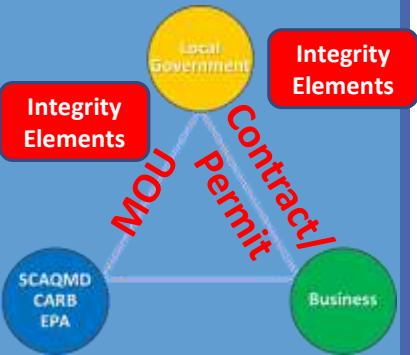 Local
Government
Integrity
Elements
Integrity
Elements
MOU
Contract/
Permit
SCAQMD
CARB
EPA
Business